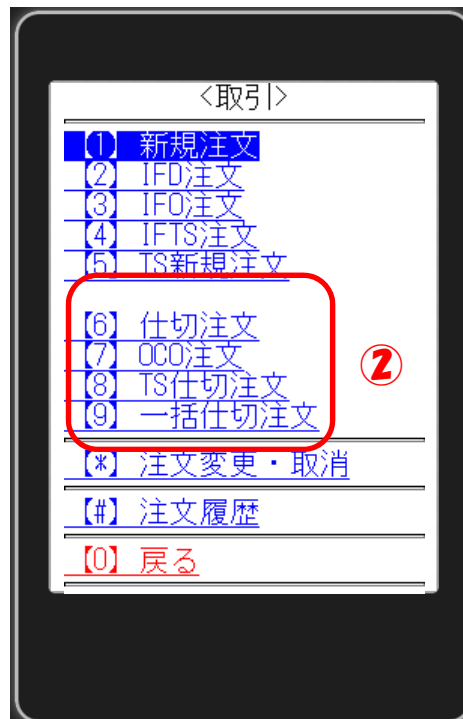 <取引>
【1】 新規注文
【2】 IFD注文
【3】 IFO注文
【4】 IFTS注文
【5】 TS新規注文
【6】 仕切注文
【7】 OCO注文
【8】 TS仕切注文
【9】 一括仕切注文
②
【*】 注文変更・取消
【#】 注文履歴
【0】 戻る